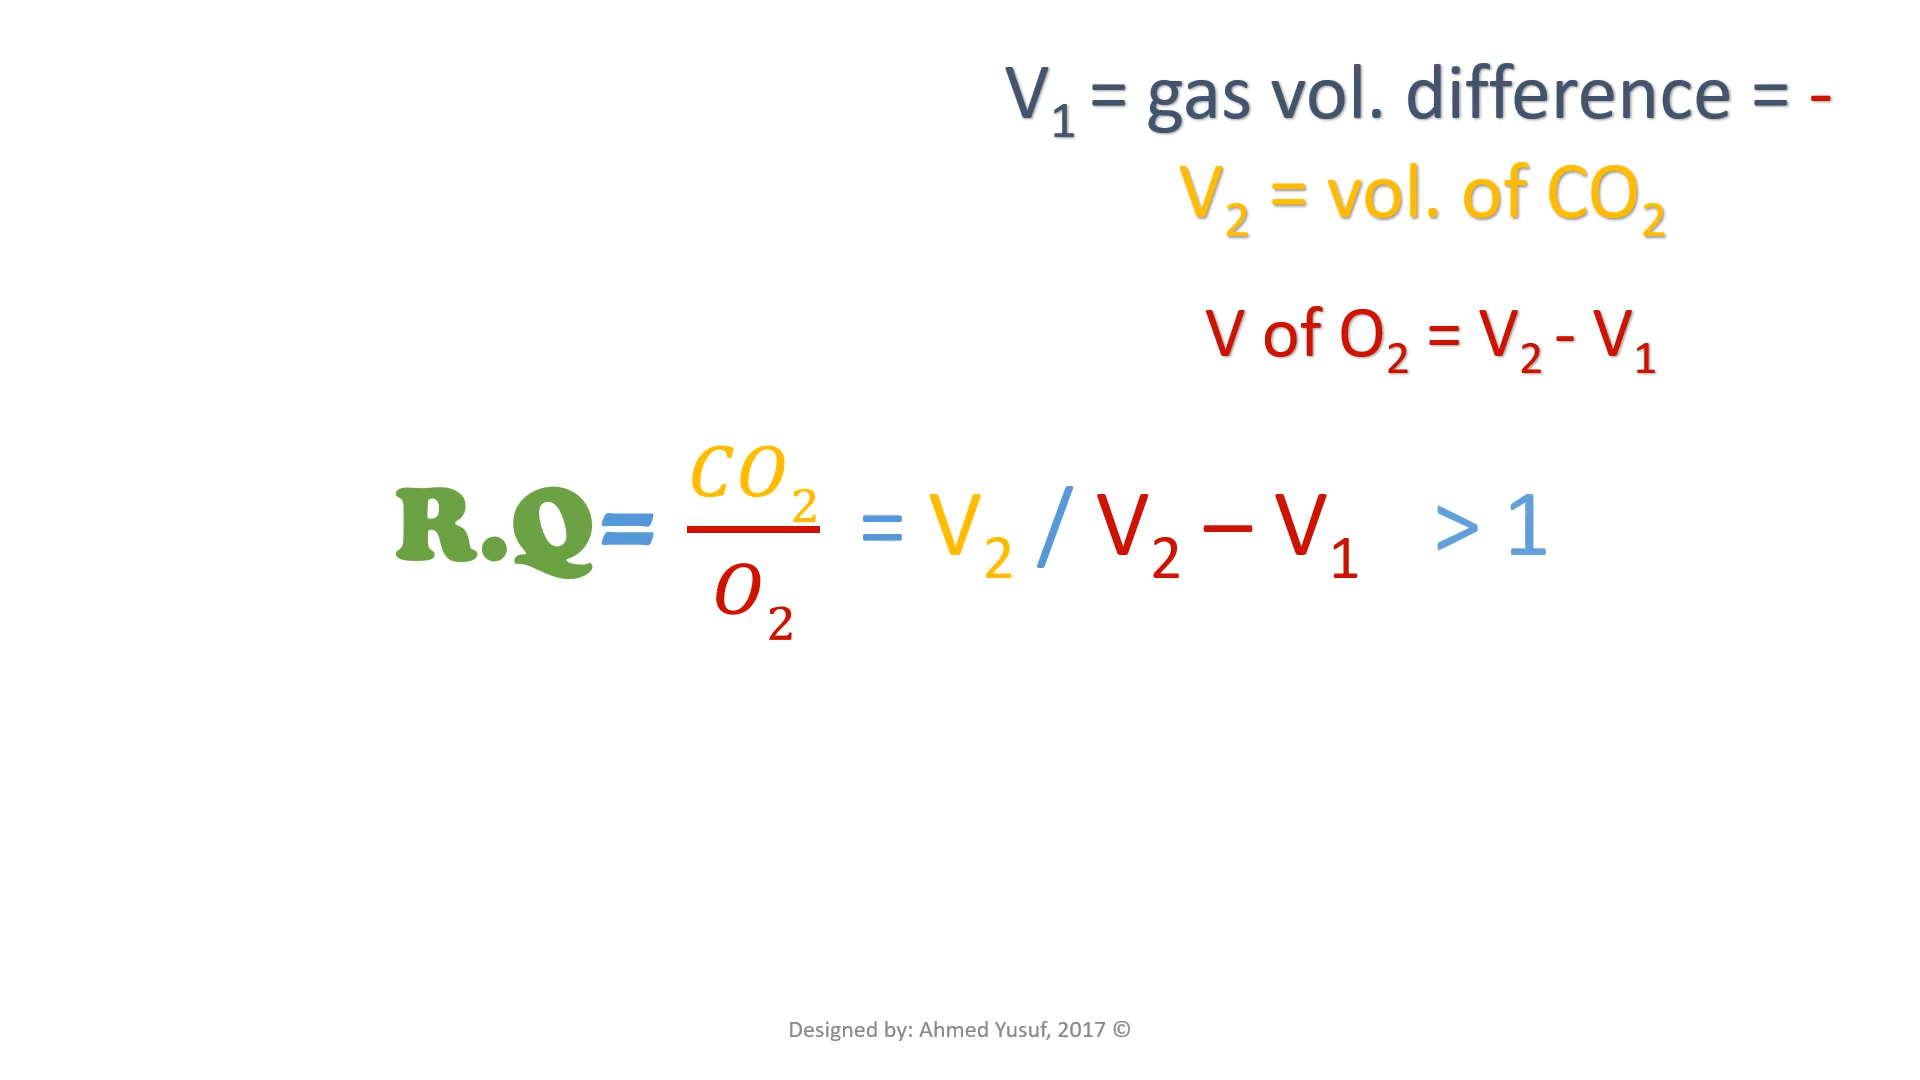 V₁ = gas vol. difference = -
V₂ = vol. of CO₂
V of O₂ = V₂ - V₁
R.Q= CO₂ / O₂ = V₂ / V₂ – V₁ > 1
Designed by: Ahmed Yusuf, 2017 ©